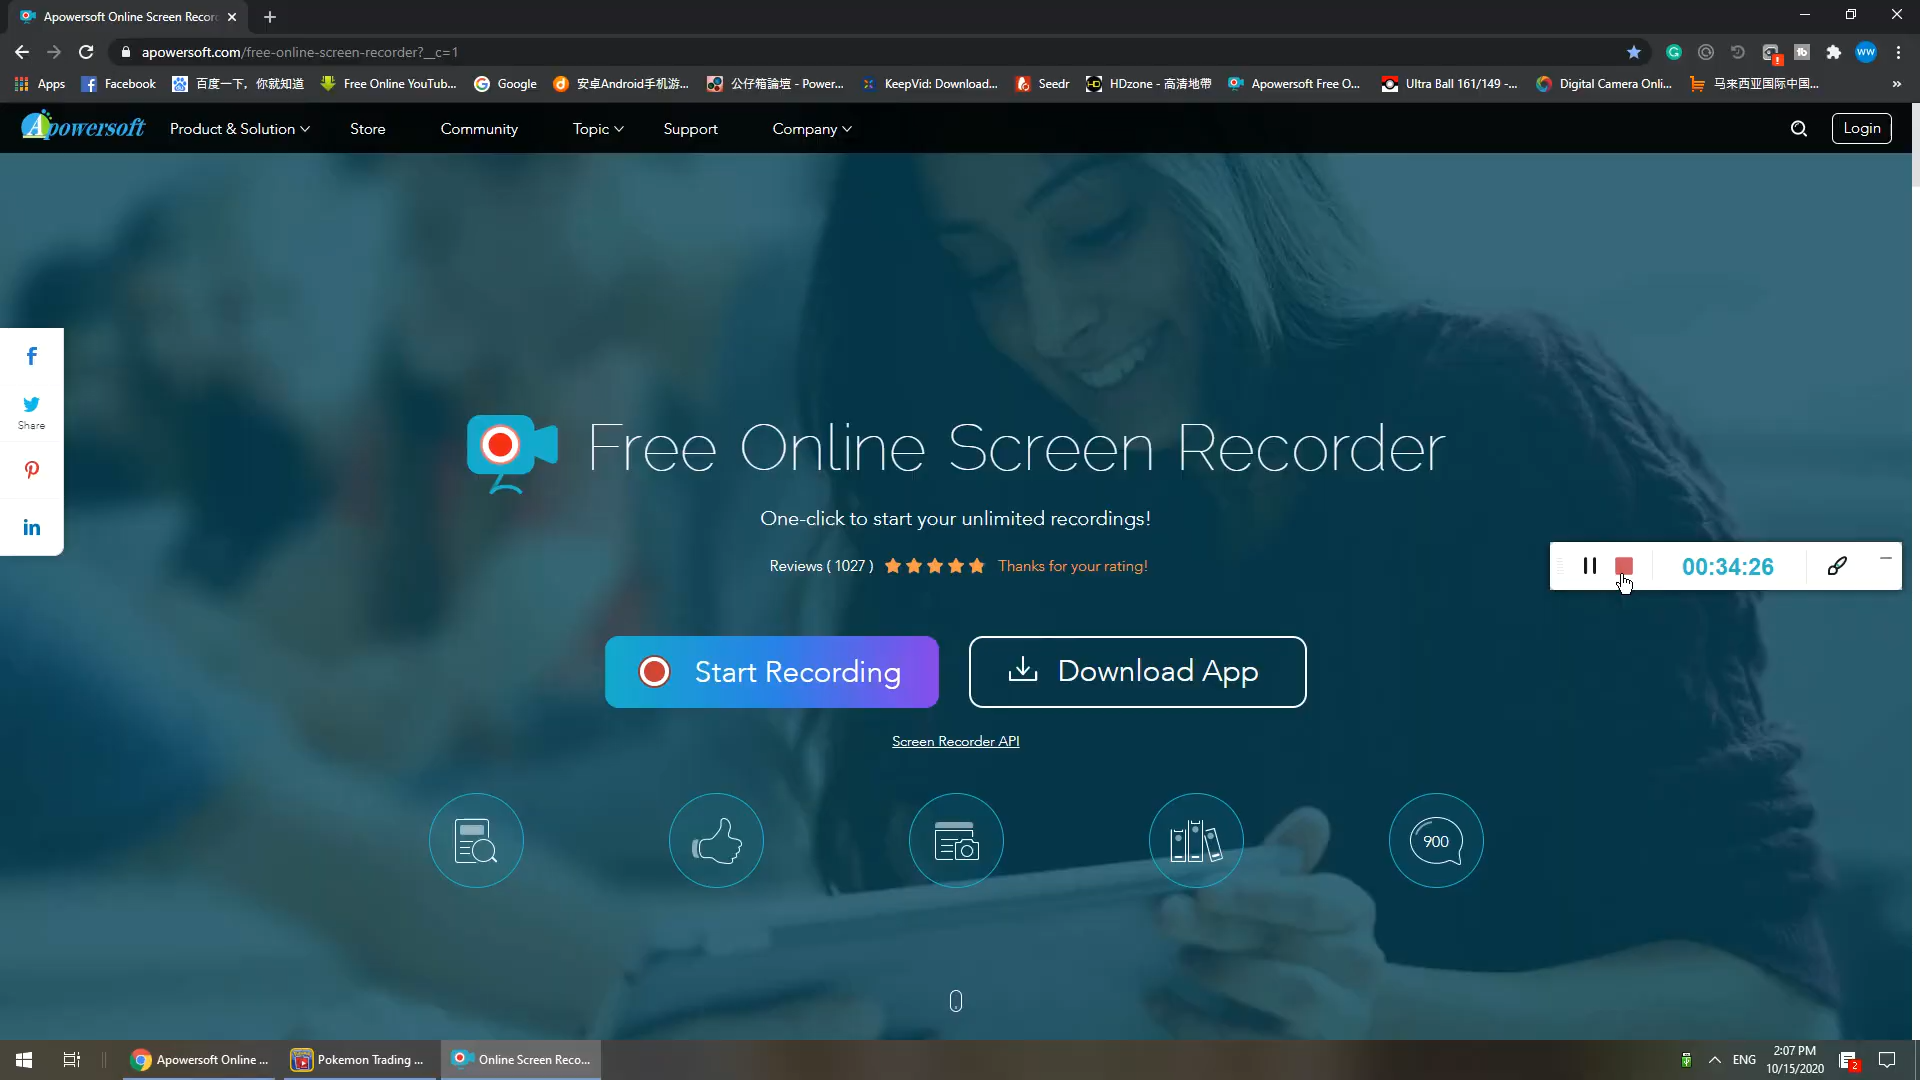 Apowersoft Online Screen Recor
apowersoft.com/free-online-screen-recorder?__c=1
WW
Apps
Facebook
百度一下，你就知道
Free Online YouTub...
Google
安卓Android手机游...
公仔箱論壇 - Power...
KeepVid: Download...
Seedr
HDzone - 高清地帶
Apowersoft Free O...
Ultra Ball 161/149 -...
Digital Camera Onli...
马来西亚国际中国...
»
Apowersoft
Product & Solution
Store
Community
Topic
Support
Company
Login
Share
Free Online Screen Recorder
One-click to start your unlimited recordings!
Reviews ( 1027 )
Thanks for your rating!
00:34:26
Start Recording
Download App
Screen Recorder API
900
Apowersoft Online ...
Pokemon Trading ...
Online Screen Reco...
ENG
2:07 PM
10/15/2020
2